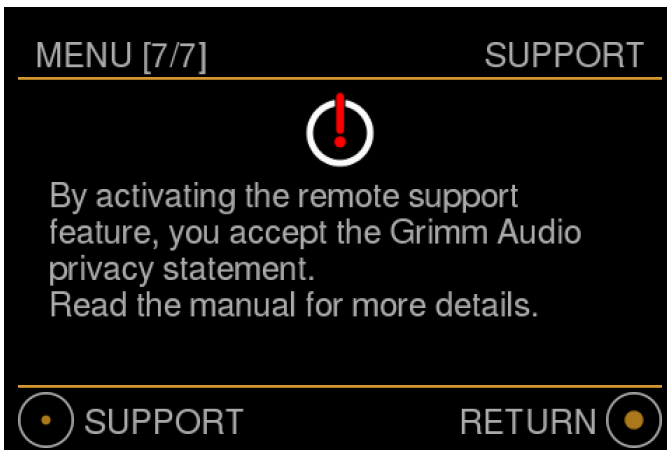 MENU [7/7] SUPPORT
By activating the remote support
feature, you accept the Grimm Audio
privacy statement.
Read the manual for more details.
SUPPORT RETURN